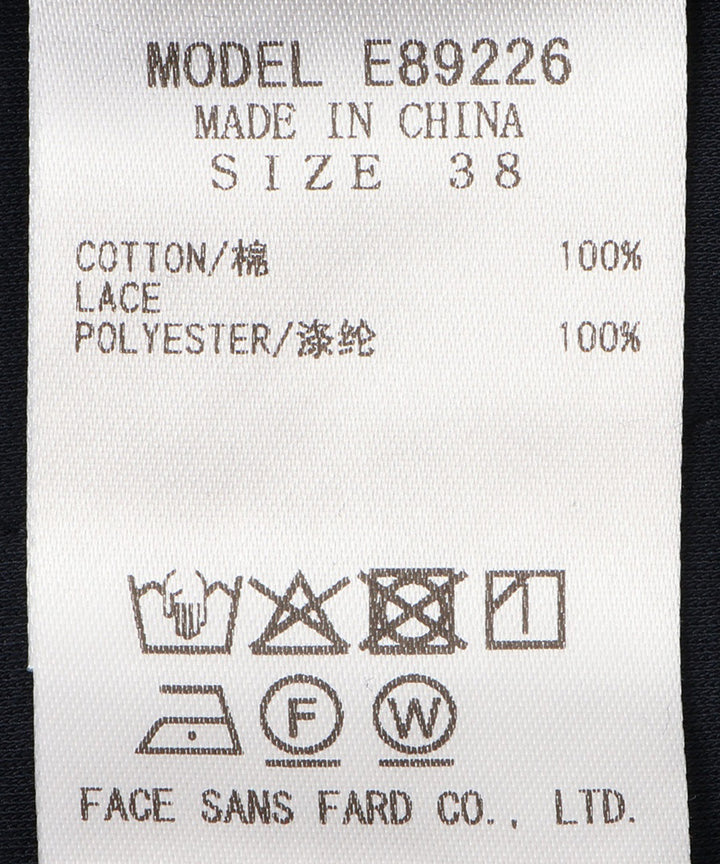 MODEL E89226
MADE IN CHINA
SIZE 38
COTTON/棉 100%
LACE
POLYESTER/涤纶 100%
F W
FACE SANS FARD CO., LTD.